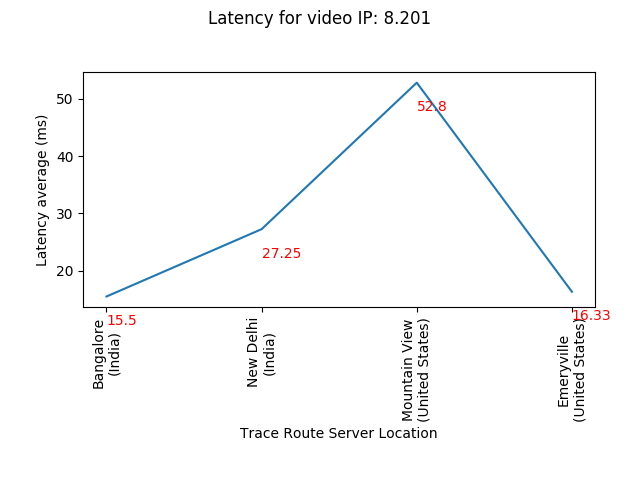 Latency for video IP: 8.201
Latency average (ms)
50
40
30
20
52.8
27.25
15.5
16.33
Bangalore
(India)
New Delhi
(India)
Mountain View
(United States)
Emeryville
(United States)
Trace Route Server Location